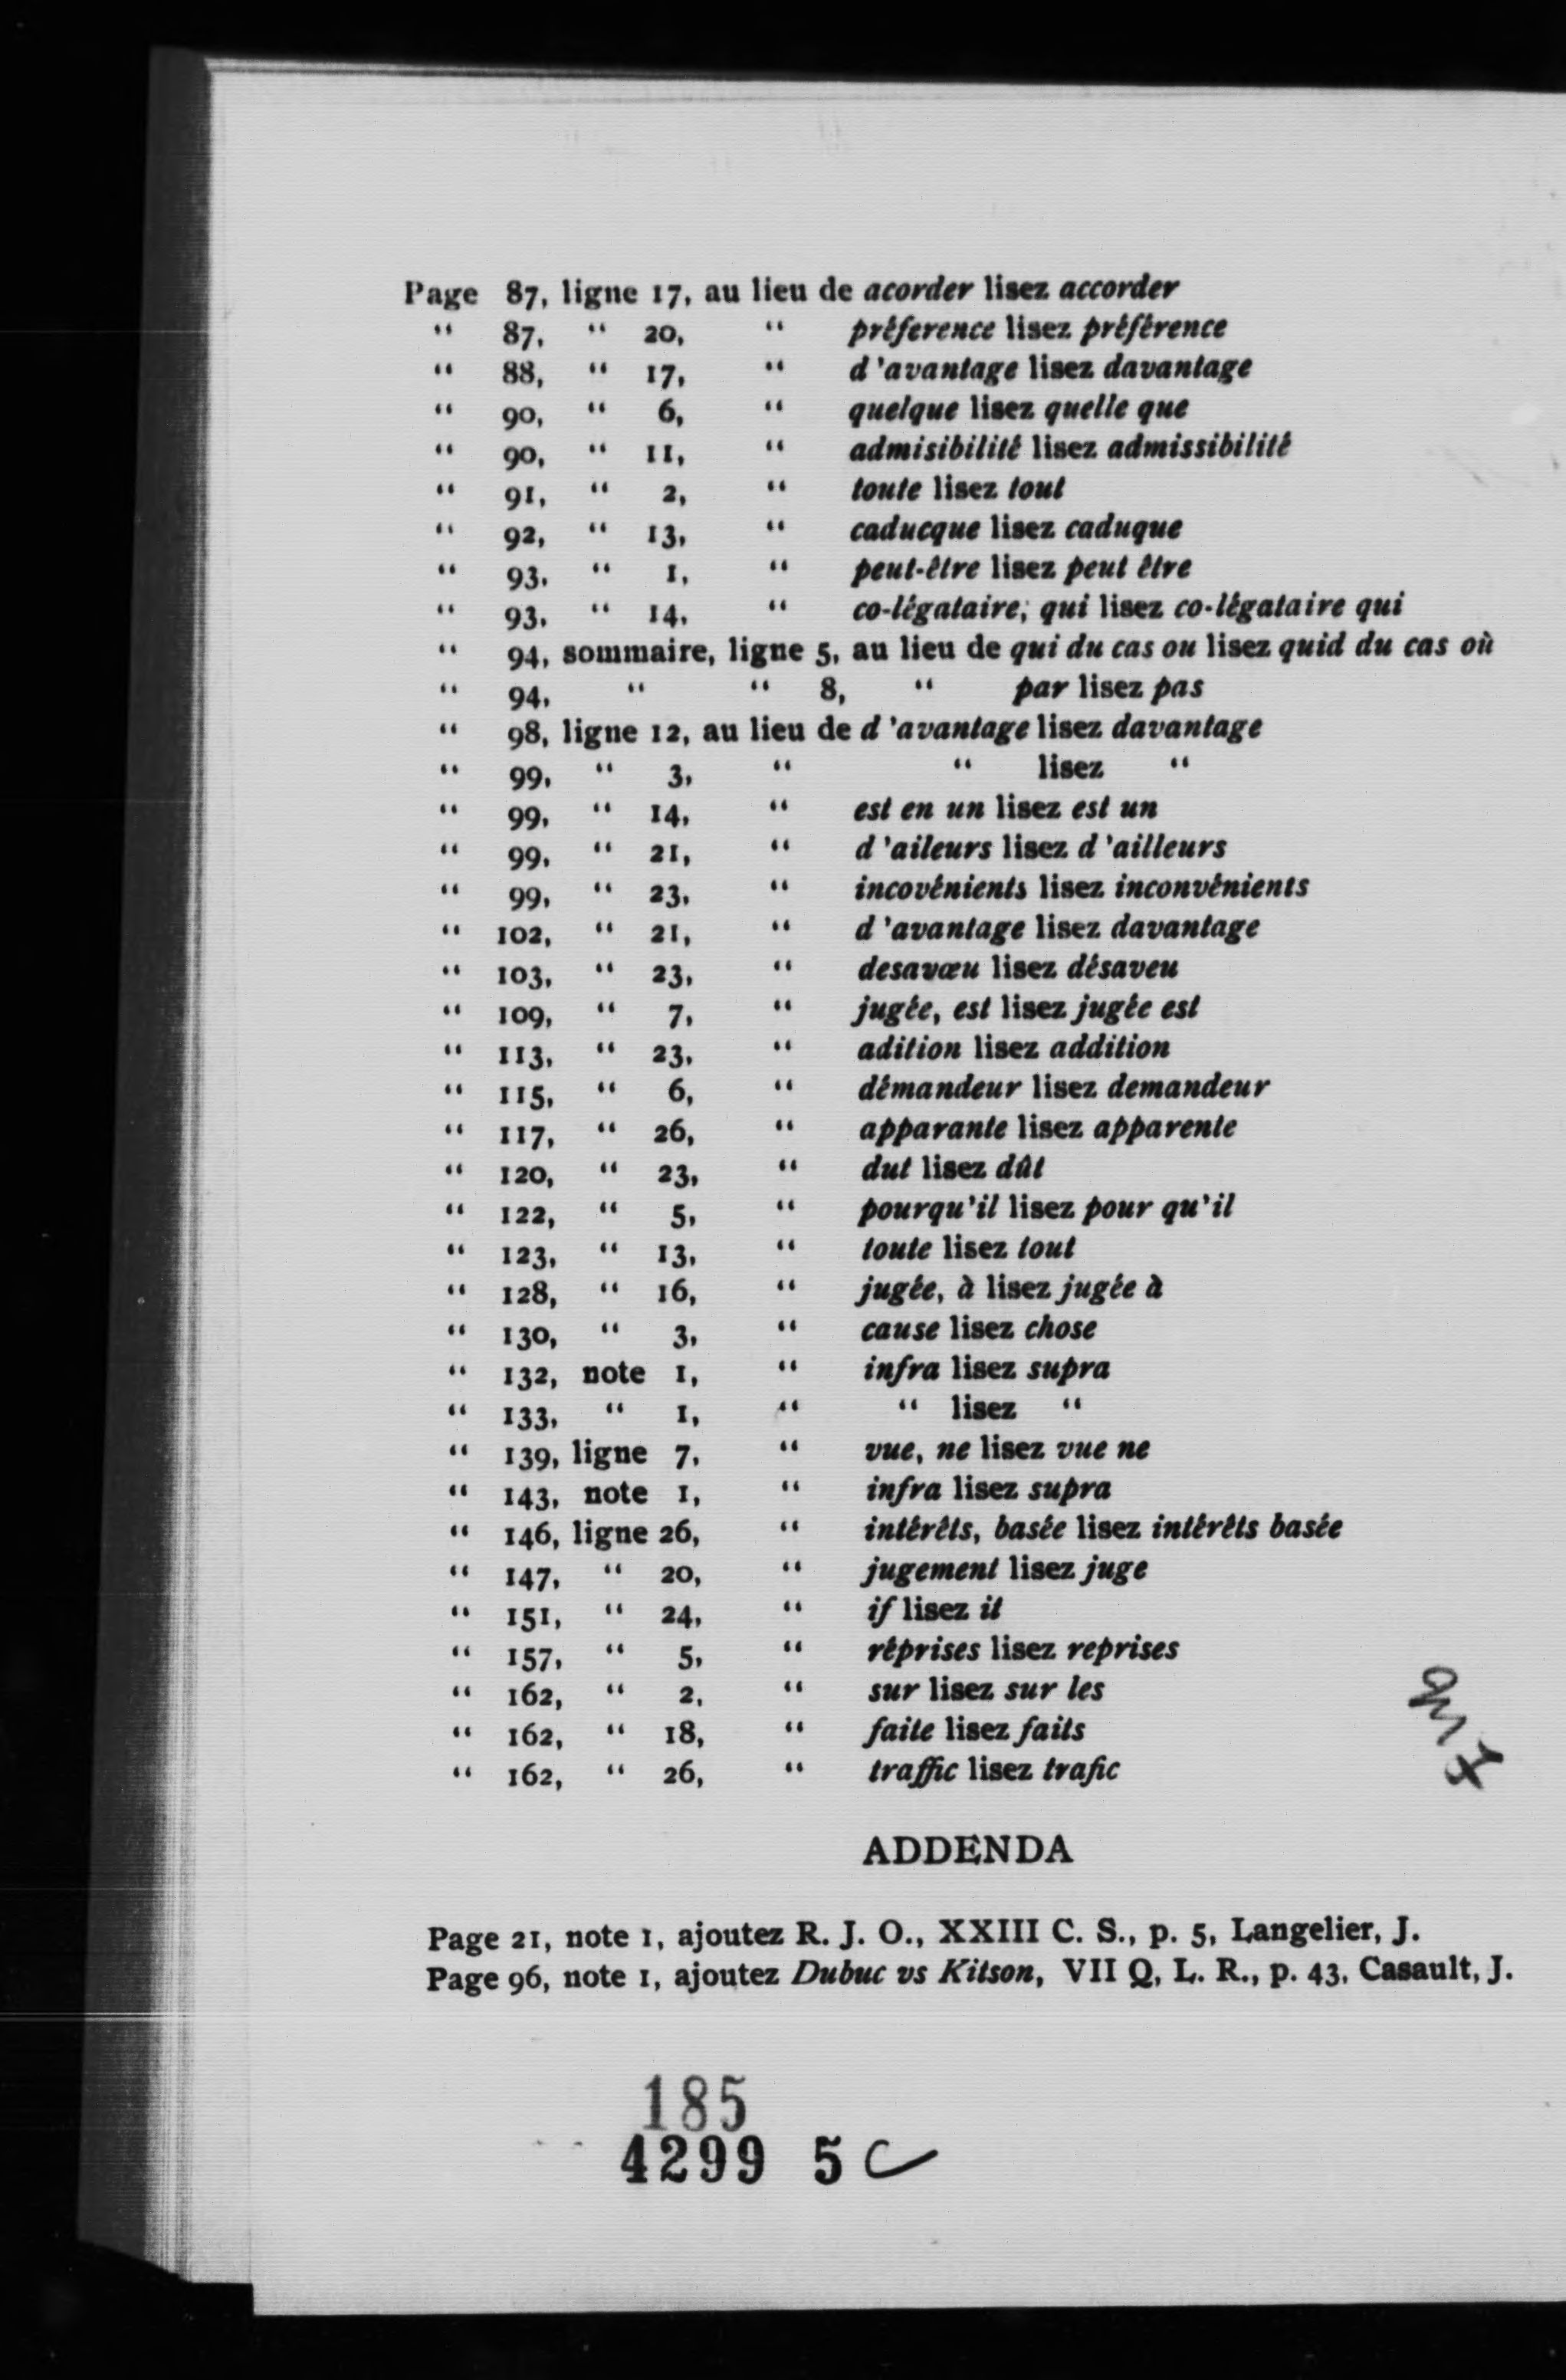 Page 87, ligne 17, au lieu de acorder lisez accorder
“ 87, “ 20, “ préference lisez préférence
“ 88, “ 17, “ d'avantage lisez davantage
“ 90, “ 6, “ quelque lisez quelle que
“ 90, “ 11, “ admisibilité lisez admissibilité
“ 91, “ 2, “ toute lisez tout
“ 92, “ 13, “ caducque lisez caduque
“ 93, “ 1, “ peut-être lisez peut être
“ 93, “ 14, “ co-légataire; qui lisez co-légataire qui
“ 94, sommaire, ligne 5, au lieu de qui du cas ou lisez quid du cas où
“ 94, “ “ 8, “ par lisez pas
“ 98, ligne 12, au lieu de d'avantage lisez davantage
“ 99, “ 3, “ “ lisez “
“ 99, “ 14, “ est en un lisez est un
“ 99, “ 21, “ d'aileurs lisez d'ailleurs
“ 99, “ 23, “ incovénients lisez inconvénients
“ 102, “ 21, “ d'avantage lisez davantage
“ 103, “ 23, “ desavœu lisez désaveu
“ 109, “ 7, “ jugée, est lisez jugée est
“ 113, “ 23, “ adition lisez addition
“ 115, “ 6, “ démandeur lisez demandeur
“ 117, “ 26, “ apparante lisez apparente
“ 120, “ 23, “ dut lisez dût
“ 122, “ 5, “ pourqu'il lisez pour qu'il
“ 123, “ 13, “ toute lisez tout
“ 128, “ 16, “ jugée, à lisez jugée à
“ 130, “ 3, “ cause lisez chose
“ 132, note 1, “ infra lisez supra
“ 133, “ 1, “ “ lisez “
“ 139, ligne 7, “ vue, ne lisez vue ne
“ 143, note 1, “ infra lisez supra
“ 146, ligne 26, “ intérêts, basée lisez intérêts basée
“ 147, “ 20, “ jugement lisez juge
“ 151, “ 24, “ if lisez il
“ 157, “ 5, “ réprises lisez reprises
“ 162, “ 2, “ sur lisez sur les
“ 162, “ 18, “ faite lisez faits
“ 162, “ 26, “ traffic lisez trafic
ADDENDA
Page 21, note 1, ajoutez R. J. O., XXIII C. S., p. 5, Langelier, J.
Page 96, note 1, ajoutez Dubuc vs Kitson, VII Q, L. R., p. 43, Casault, J.
185
4299 5 C